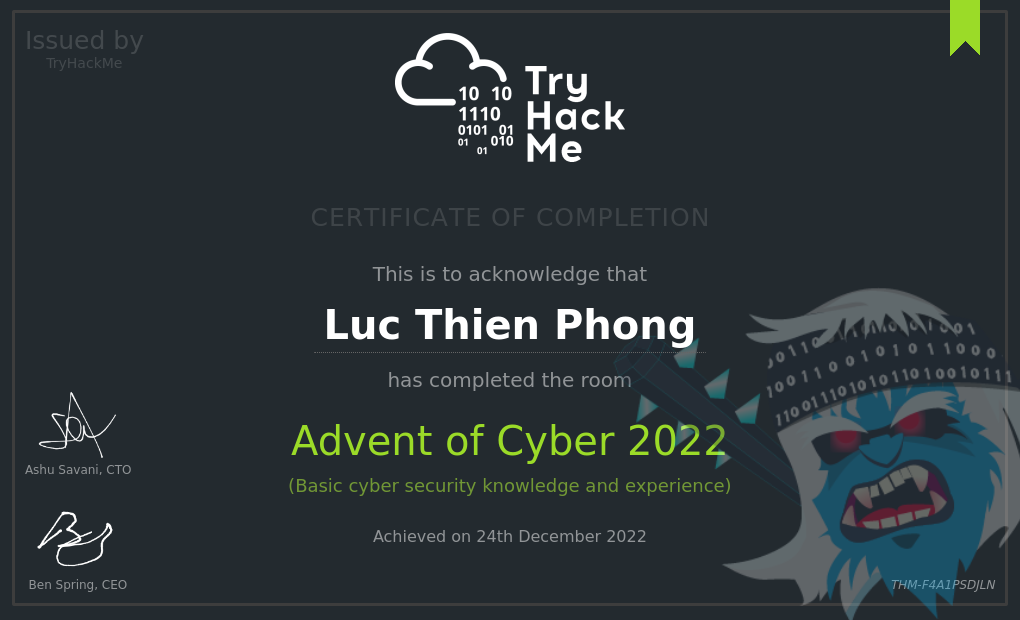 Issued by
TryHackMe
10 10
1110
0101 01
01 010
01
Try
Hack
Me
CERTIFICATE OF COMPLETION
This is to acknowledge that
Luc Thien Phong
has completed the room
Advent of Cyber 2022
(Basic cyber security knowledge and experience)
Achieved on 24th December 2022
Ashu Savani, CTO
Ben Spring, CEO
THM-F4A1PSDJLN